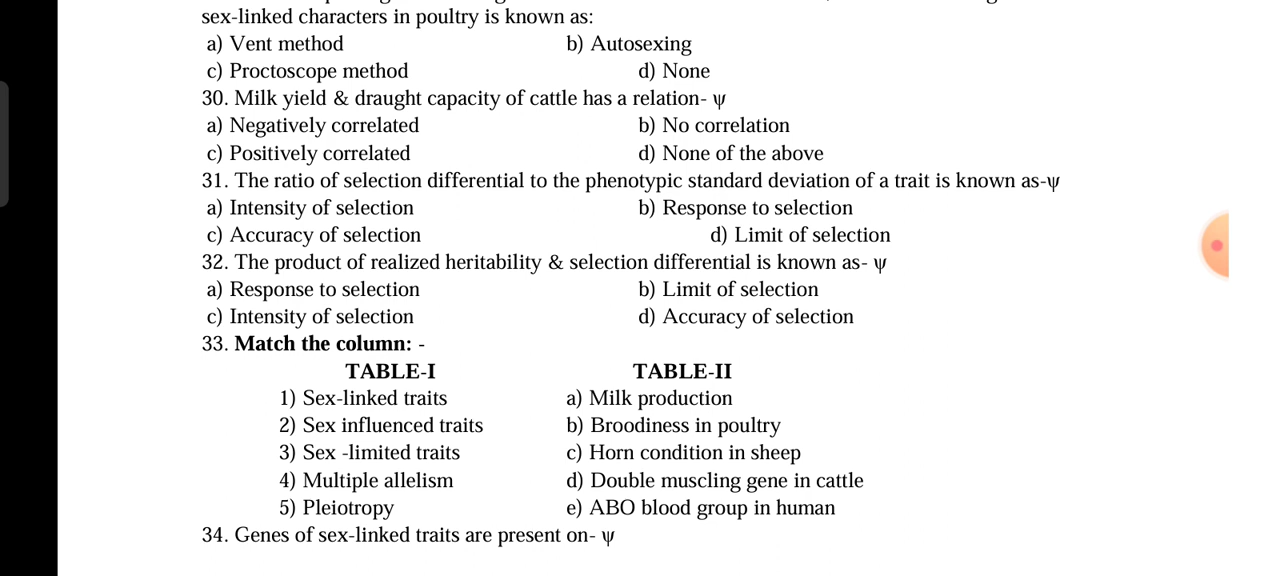 sex-linked characters in poultry is known as:
a) Vent method b) Autosexing
c) Proctoscope method d) None
30. Milk yield & draught capacity of cattle has a relation- ψ
a) Negatively correlated b) No correlation
c) Positively correlated d) None of the above
31. The ratio of selection differential to the phenotypic standard deviation of a trait is known as-ψ
a) Intensity of selection b) Response to selection
c) Accuracy of selection d) Limit of selection
32. The product of realized heritability & selection differential is known as- ψ
a) Response to selection b) Limit of selection
c) Intensity of selection d) Accuracy of selection
33. Match the column: -
TABLE-I TABLE-II
1) Sex-linked traits a) Milk production
2) Sex influenced traits b) Broodiness in poultry
3) Sex -limited traits c) Horn condition in sheep
4) Multiple allelism d) Double muscling gene in cattle
5) Pleiotropy e) ABO blood group in human
34. Genes of sex-linked traits are present on- ψ